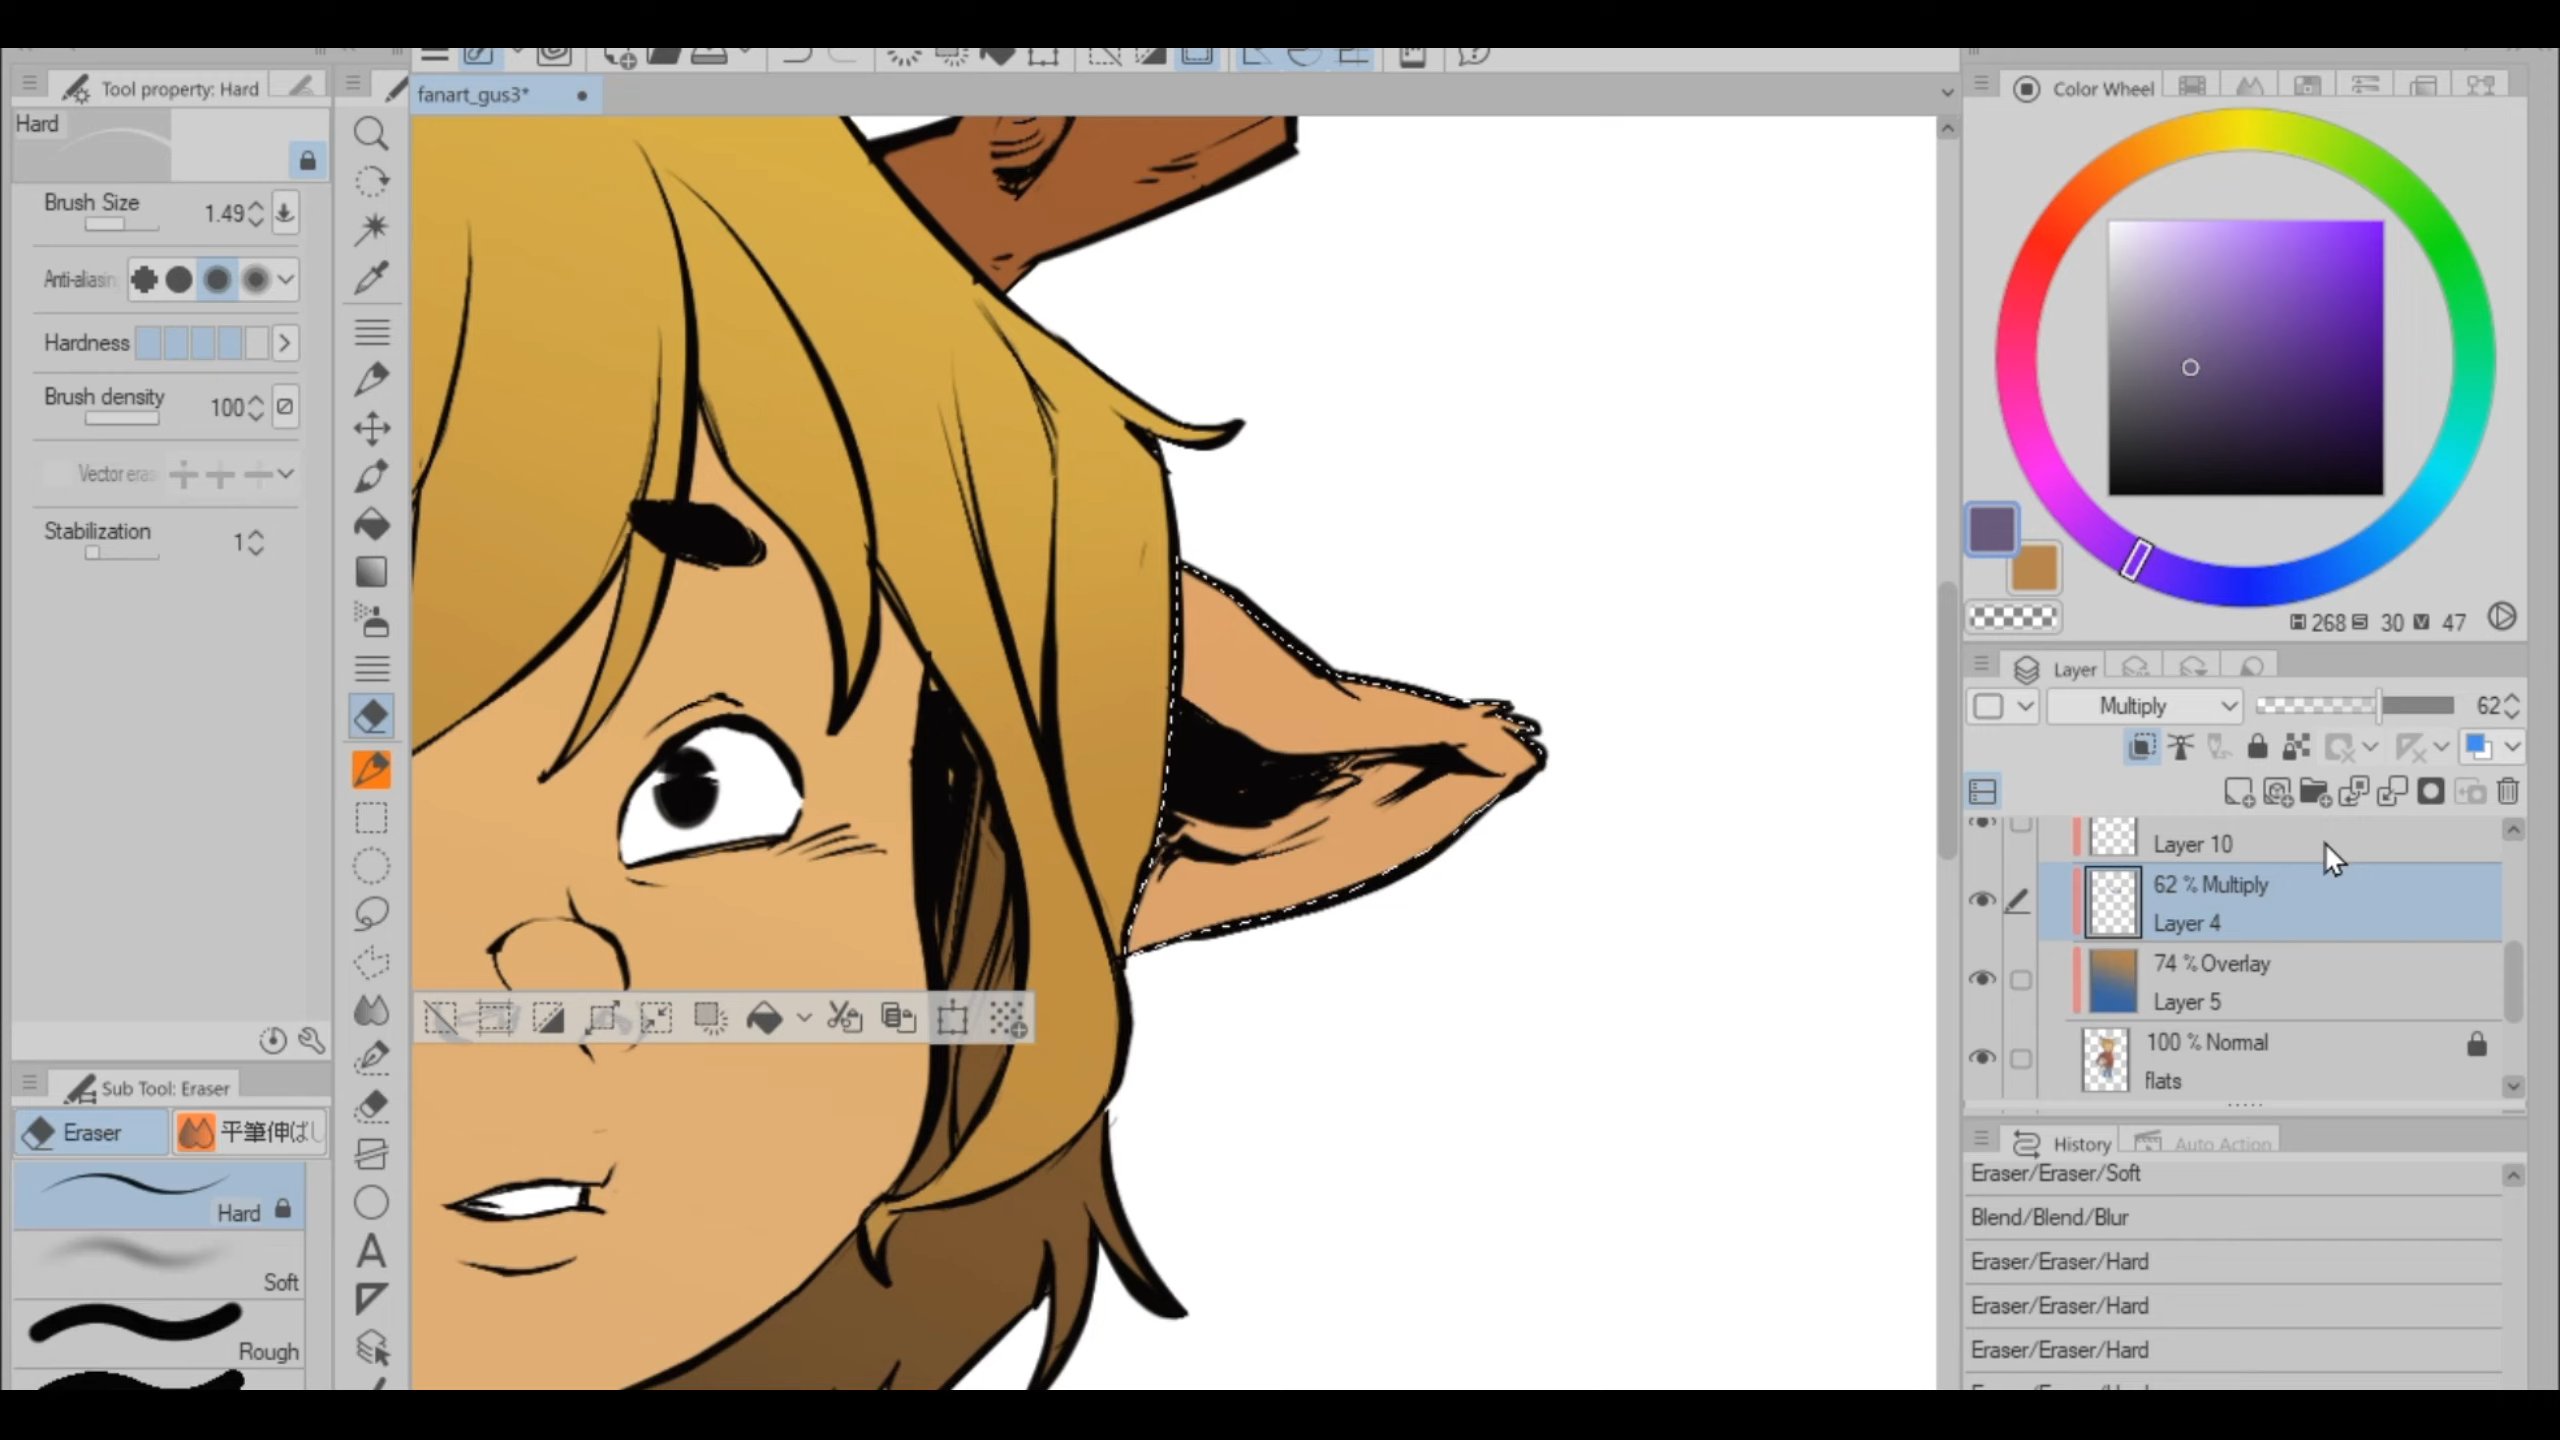 Tool property: Hard
fanart_gus3*
Color Wheel
Hard
Brush Size 1.49
Anti-aliasin
Hardness
Brush density 100
Vector eras
Stabilization 1
H 268 S 30 V 47
Layer
Multiply 62
Layer 10
62 % Multiply
Layer 4
74 % Overlay
Layer 5
100 % Normal
flats
Sub Tool: Eraser
Eraser 平筆伸ばし
Hard
Soft
Rough
A
History Auto Action
Eraser/Eraser/Soft
Blend/Blend/Blur
Eraser/Eraser/Hard
Eraser/Eraser/Hard
Eraser/Eraser/Hard